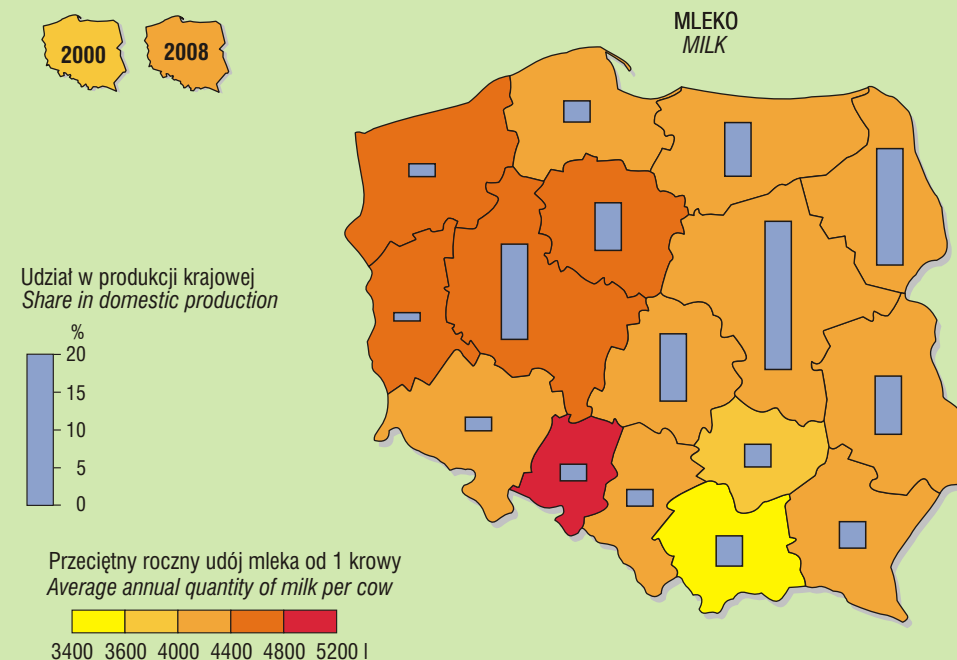 2000 2008
MLEKO
MILK
Udział w produkcji krajowej
Share in domestic production
%
20
15
10
5
0
Przeciętny roczny udój mleka od 1 krowy
Average annual quantity of milk per cow
3400 3600 4000 4400 4800 5200 l